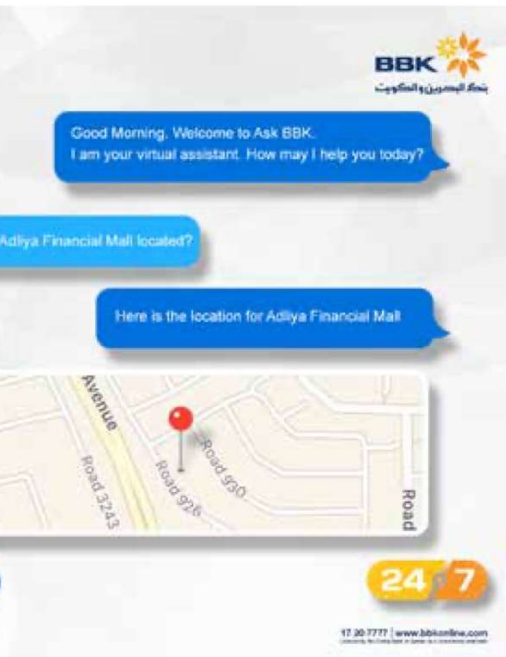 BBK
بنك البحرين والكويت
Good Morning. Welcome to Ask BBK.
I am your virtual assistant. How may I help you today?
Adliya Financial Mall located?
Here is the location for Adliya Financial Mall
Avenue
Road 3243
Road 926
Road 930
Road
24 7
17 20 7777 | www.bbkonline.com